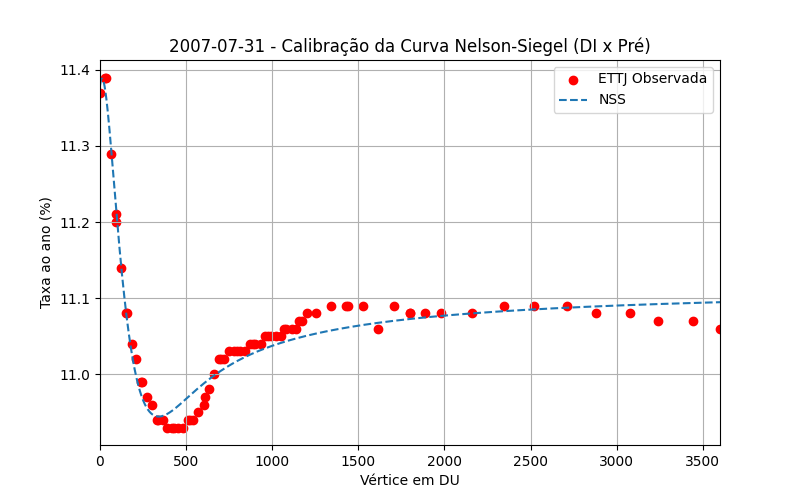 2007-07-31 - Calibração da Curva Nelson-Siegel (DI x Pré)
ETTJ Observada
NSS
Taxa ao ano (%)
11.4
11.3
11.2
11.1
11.0
0 500 1000 1500 2000 2500 3000 3500
Vértice em DU